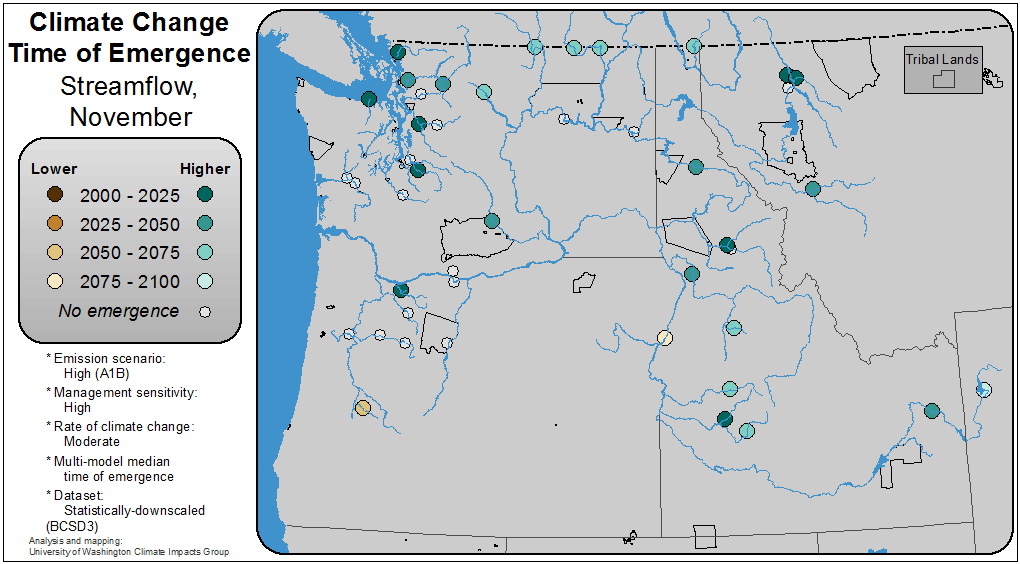 Climate Change
Time of Emergence
Streamflow,
November
Lower Higher
2000 - 2025
2025 - 2050
2050 - 2075
2075 - 2100
No emergence
* Emission scenario:
High (A1B)
* Management sensitivity:
High
* Rate of climate change:
Moderate
* Multi-model median
time of emergence
* Dataset:
Statistically-downscaled
(BCSD3)
Analysis and mapping:
University of Washington Climate Impacts Group
Tribal Lands